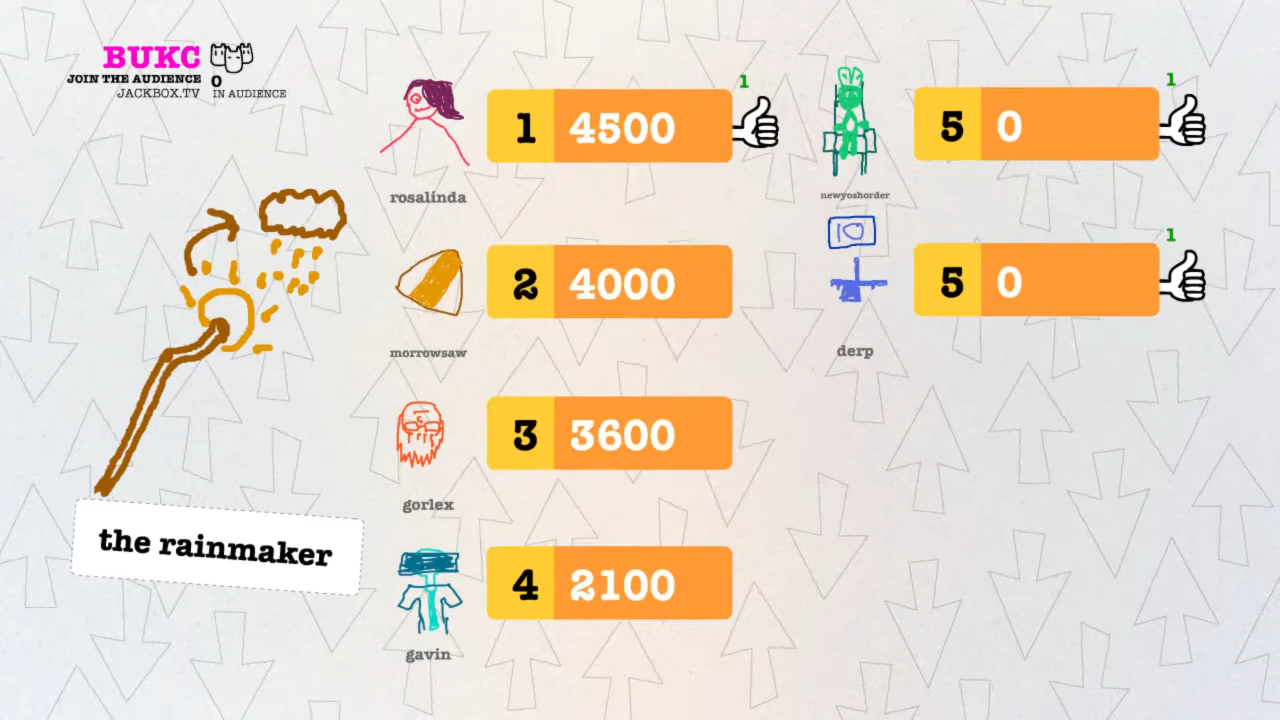 BUKC
JOIN THE AUDIENCE
JACKBOX.TV
0
IN AUDIENCE
the rainmaker
1 4500
1
rosalinda
2 4000
morrowsaw
3 3600
gorlex
4 2100
gavin
5 0
1
newyoshorder
5 0
1
derp